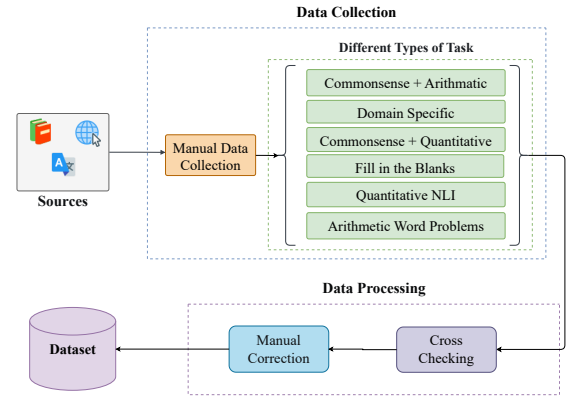 Data Collection
Different Types of Task
Commonsense + Arithmatic
Domain Specific
Commonsense + Quantitative
Fill in the Blanks
Quantitative NLI
Arithmetic Word Problems
Manual Data
Collection
A
文
Sources
Data Processing
Dataset
Manual
Correction
Cross
Checking